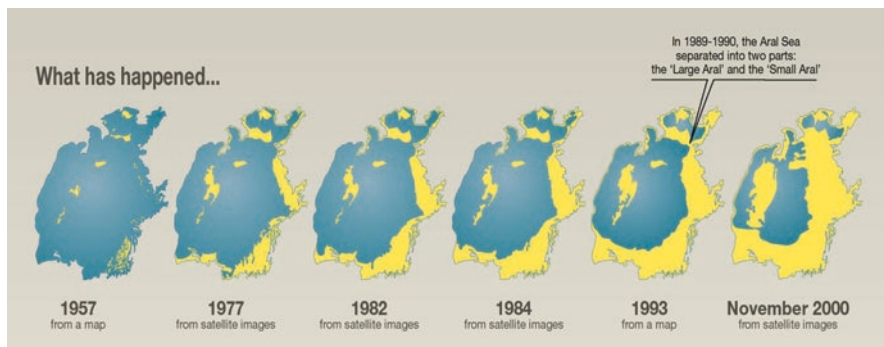 What has happened...
In 1989-1990, the Aral Sea
separated into two parts:
the ‘Large Aral’ and the ‘Small Aral’
1957
from a map
1977
from satellite images
1982
from satellite images
1984
from satellite images
1993
from a map
November 2000
from satellite images